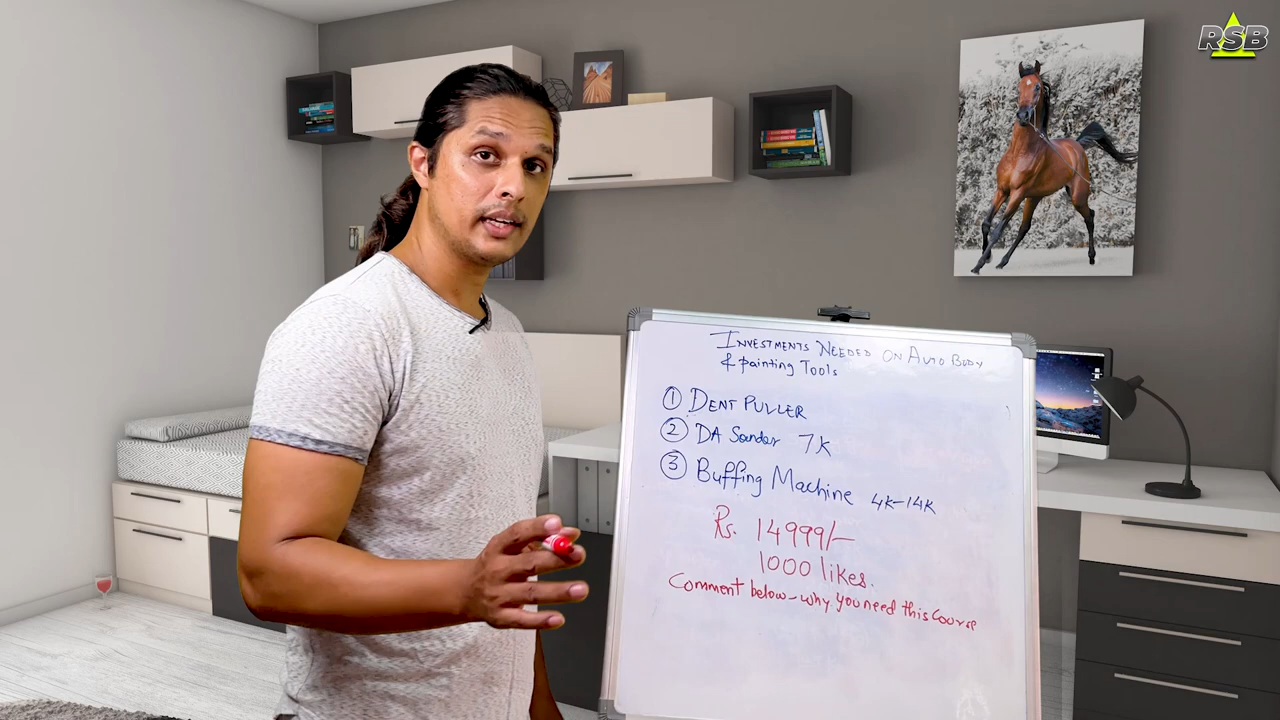 RSB
INVESTMENTS NEEDED ON AUTO BODY
& Painting Tools
① DENT PULLER
② DA Sander 7K
③ Buffing Machine 4K-14K
Rs. 14999/-
1000 likes.
Comment below - why you need this course